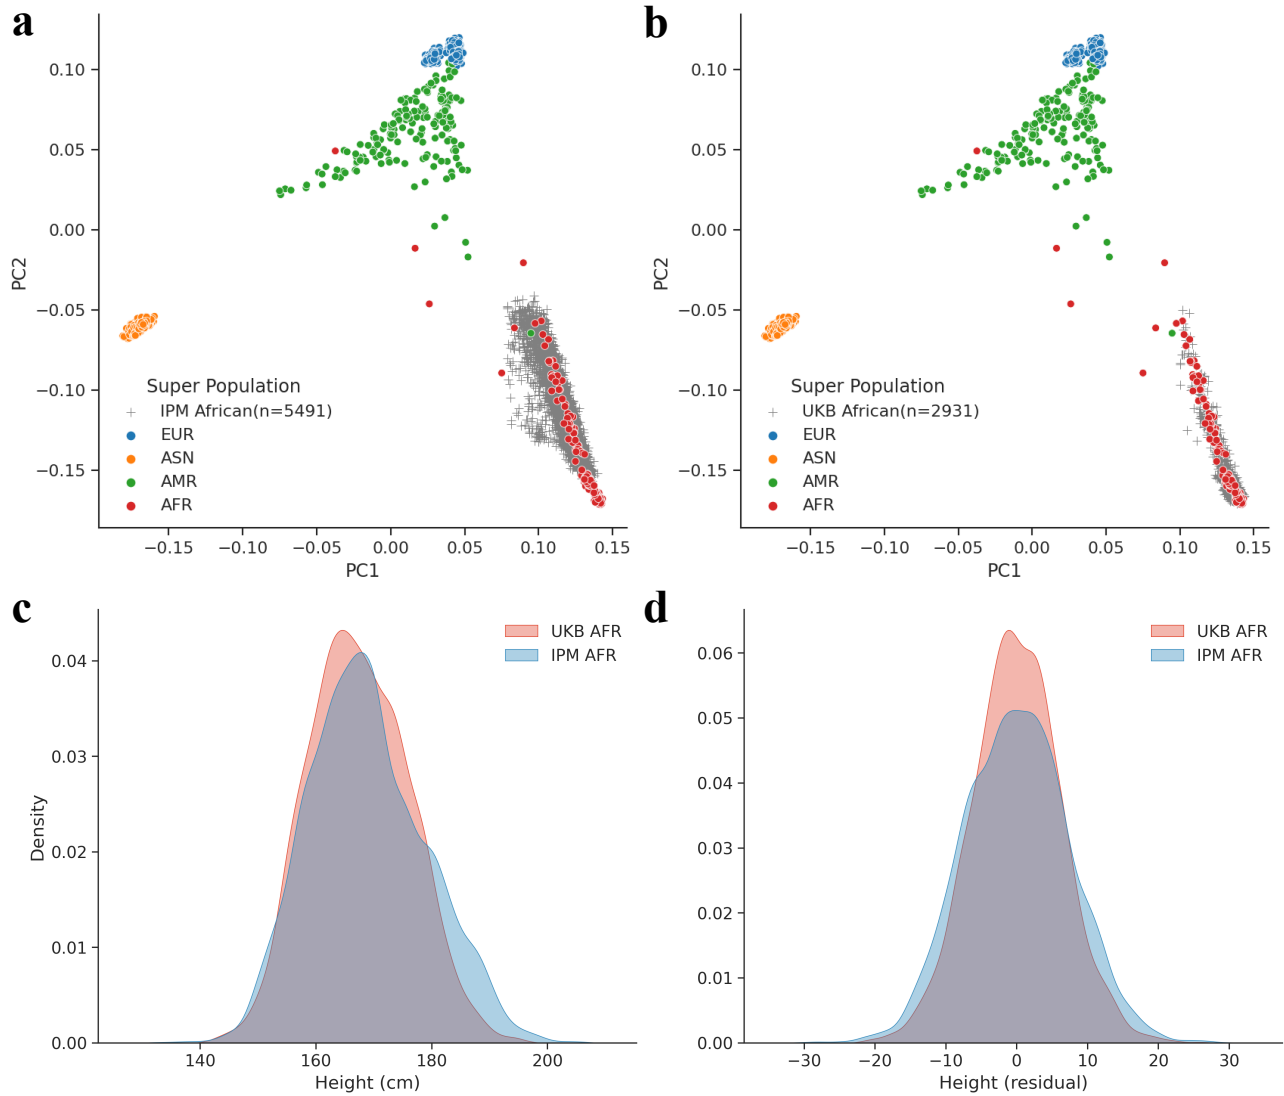 a
0.10
0.05
0.00
−0.05
−0.10
−0.15
PC2
Super Population
IPM African(n=5491)
EUR
ASN
AMR
AFR
−0.15 −0.10 −0.05 0.00 0.05 0.10 0.15
PC1
b
0.10
0.05
0.00
−0.05
−0.10
−0.15
PC2
Super Population
UKB African(n=2931)
EUR
ASN
AMR
AFR
−0.15 −0.10 −0.05 0.00 0.05 0.10 0.15
PC1
c
UKB AFR
IPM AFR
0.04
0.03
0.02
0.01
0.00
Density
140 160 180 200
Height (cm)
d
UKB AFR
IPM AFR
0.06
0.05
0.04
0.03
0.02
0.01
0.00
−30 −20 −10 0 10 20 30
Height (residual)